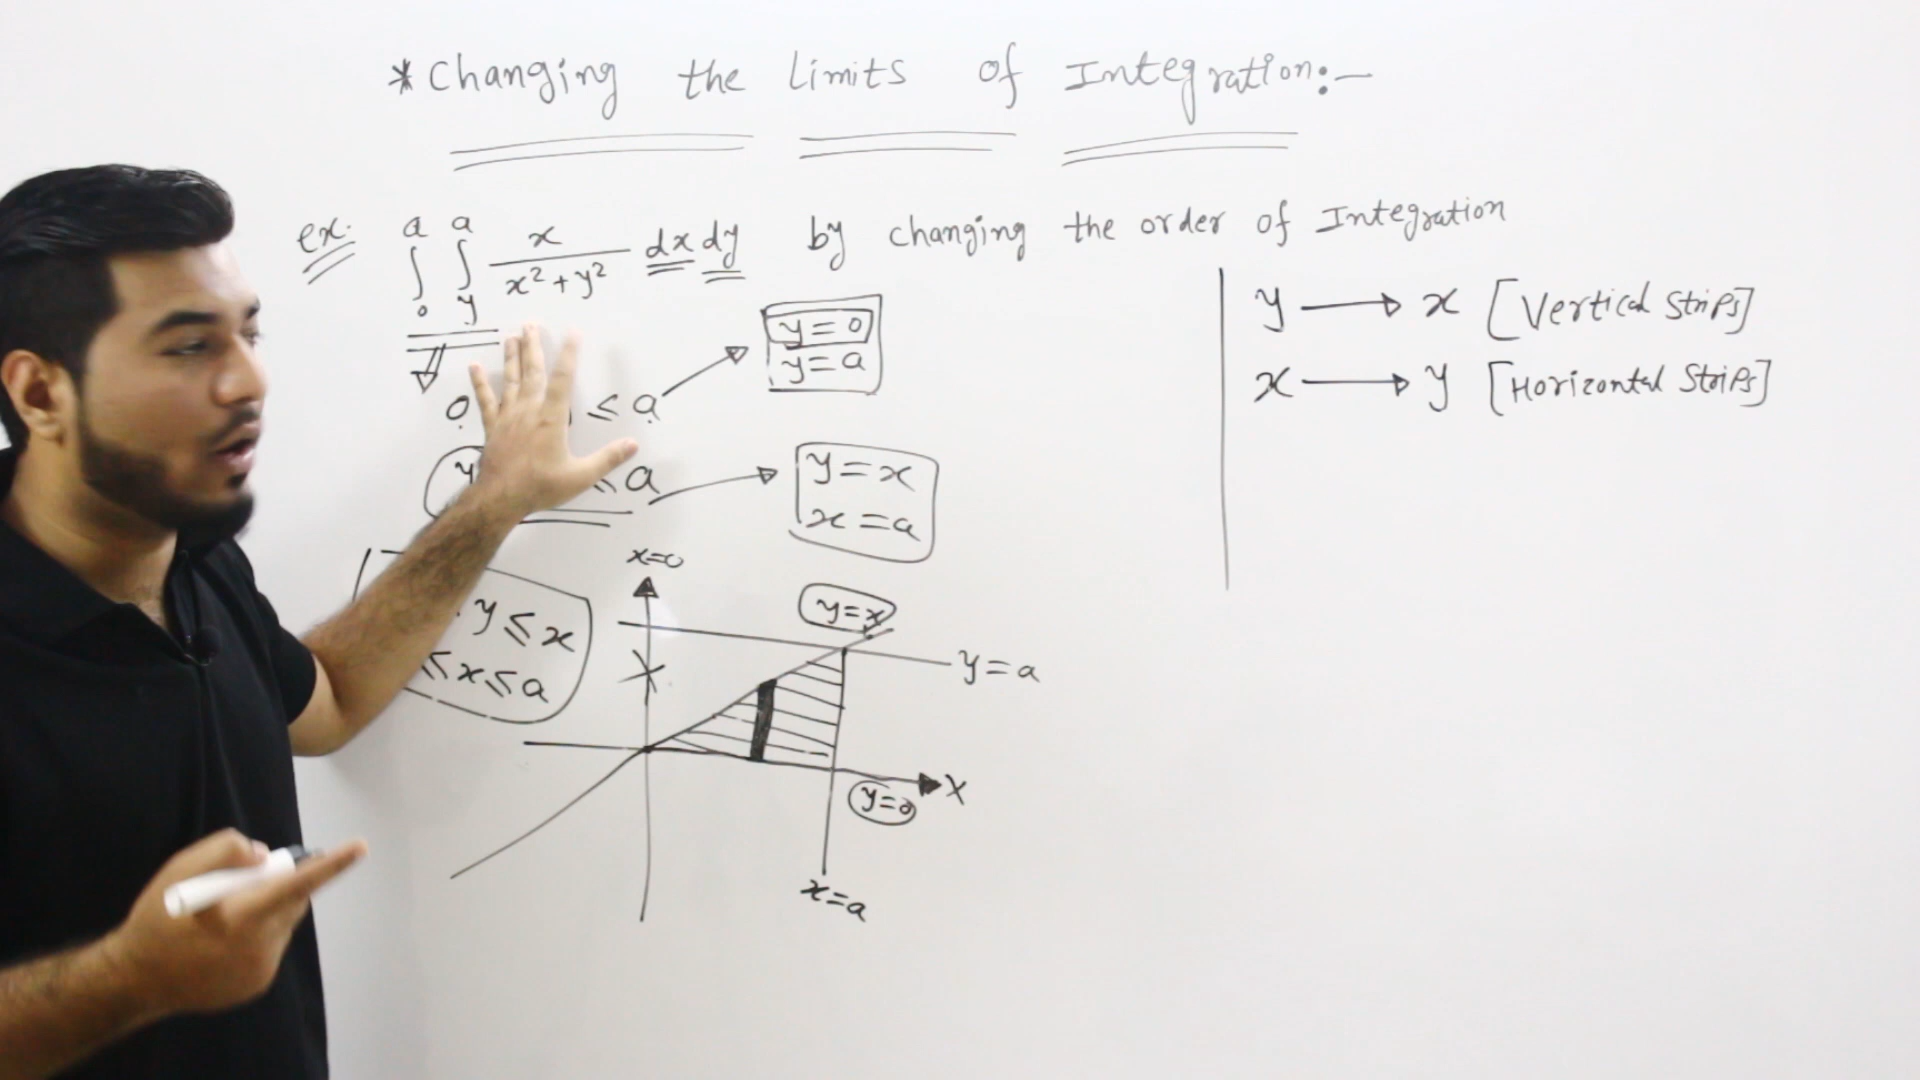 * Changing the Limits of Integration:-
ex. ∫₀ᵃ ∫ᵧᵃ x/(x²+y²) dx dy by changing the order of Integration
y → x [Vertical Strips]
x → y [Horizontal Strips]
0 ≤ a
y = 0
y = a
y ≤ a
y = x
x = a
y ≤ x
≤ x ≤ a
x=0
y=x
y=a
X
y=0
x=a